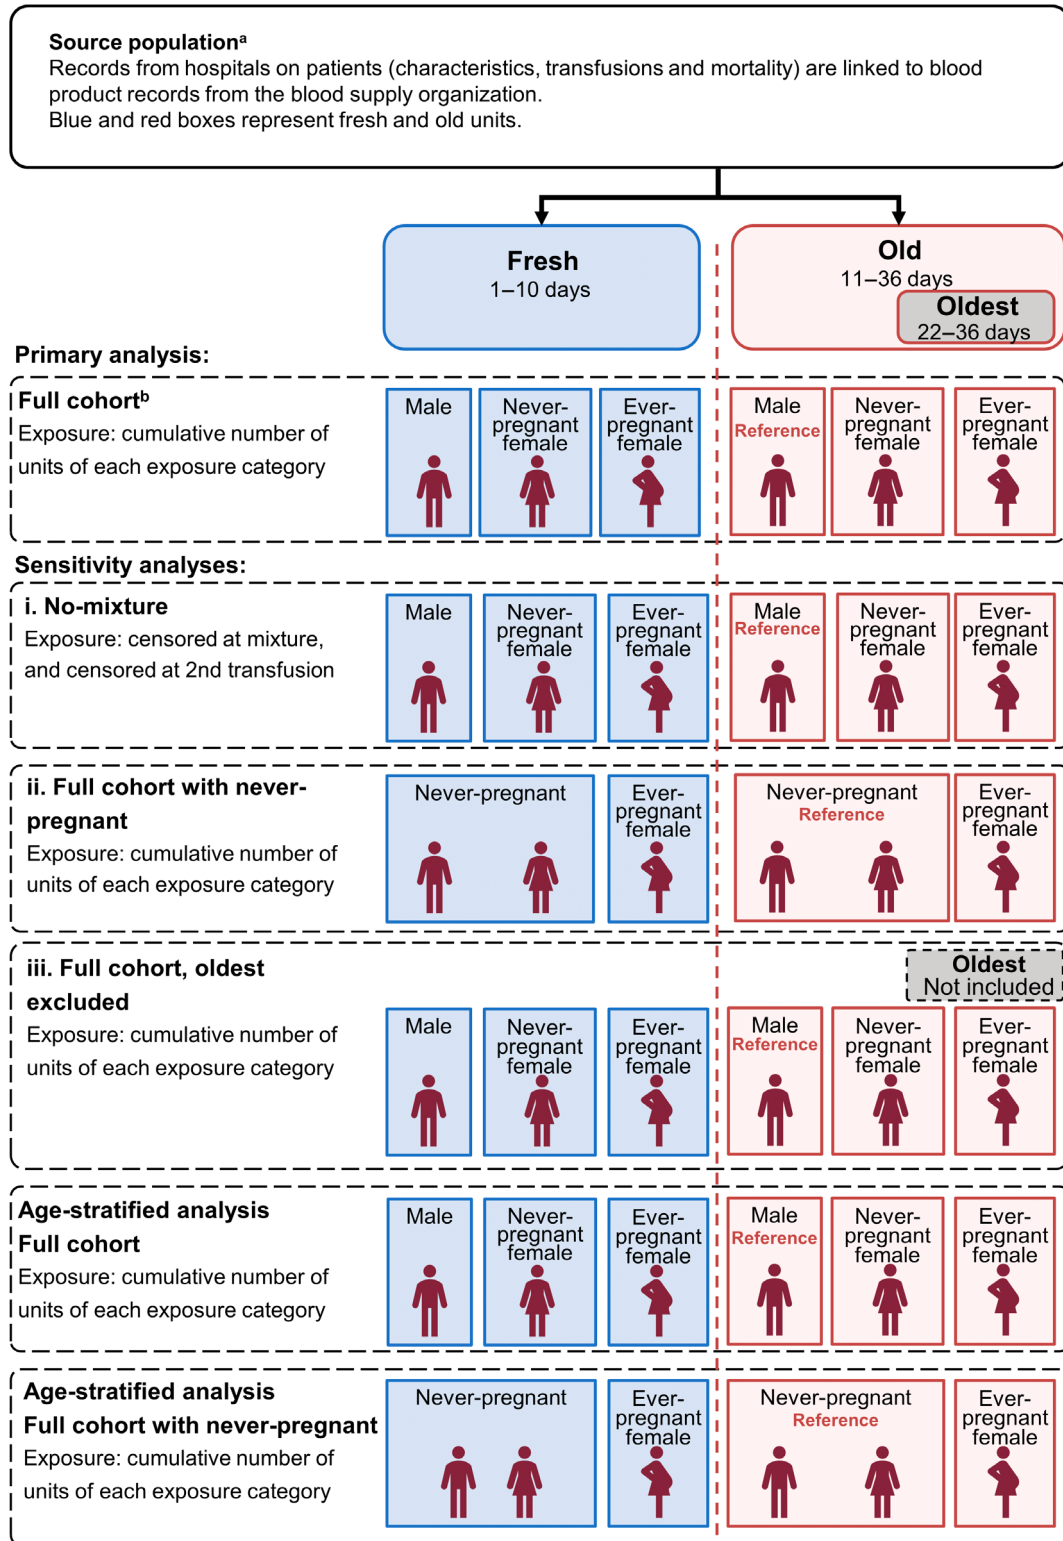 Source populationᵃ
Records from hospitals on patients (characteristics, transfusions and mortality) are linked to blood
product records from the blood supply organization.
Blue and red boxes represent fresh and old units.
Fresh
1–10 days
Old
11–36 days
Oldest
22–36 days
Primary analysis:
Full cohortᵇ
Exposure: cumulative number of
units of each exposure category
Male
Never-
pregnant
female
Ever-
pregnant
female
Male
Reference
Never-
pregnant
female
Ever-
pregnant
female
Sensitivity analyses:
i. No-mixture
Exposure: censored at mixture,
and censored at 2nd transfusion
Male
Never-
pregnant
female
Ever-
pregnant
female
Male
Reference
Never-
pregnant
female
Ever-
pregnant
female
ii. Full cohort with never-
pregnant
Exposure: cumulative number of
units of each exposure category
Never-pregnant
Ever-
pregnant
female
Never-pregnant
Reference
Ever-
pregnant
female
iii. Full cohort, oldest
excluded
Exposure: cumulative number of
units of each exposure category
Oldest
Not included
Male
Never-
pregnant
female
Ever-
pregnant
female
Male
Reference
Never-
pregnant
female
Ever-
pregnant
female
Age-stratified analysis
Full cohort
Exposure: cumulative number of
units of each exposure category
Male
Never-
pregnant
female
Ever-
pregnant
female
Male
Reference
Never-
pregnant
female
Ever-
pregnant
female
Age-stratified analysis
Full cohort with never-pregnant
Exposure: cumulative number of
units of each exposure category
Never-pregnant
Ever-
pregnant
female
Never-pregnant
Reference
Ever-
pregnant
female